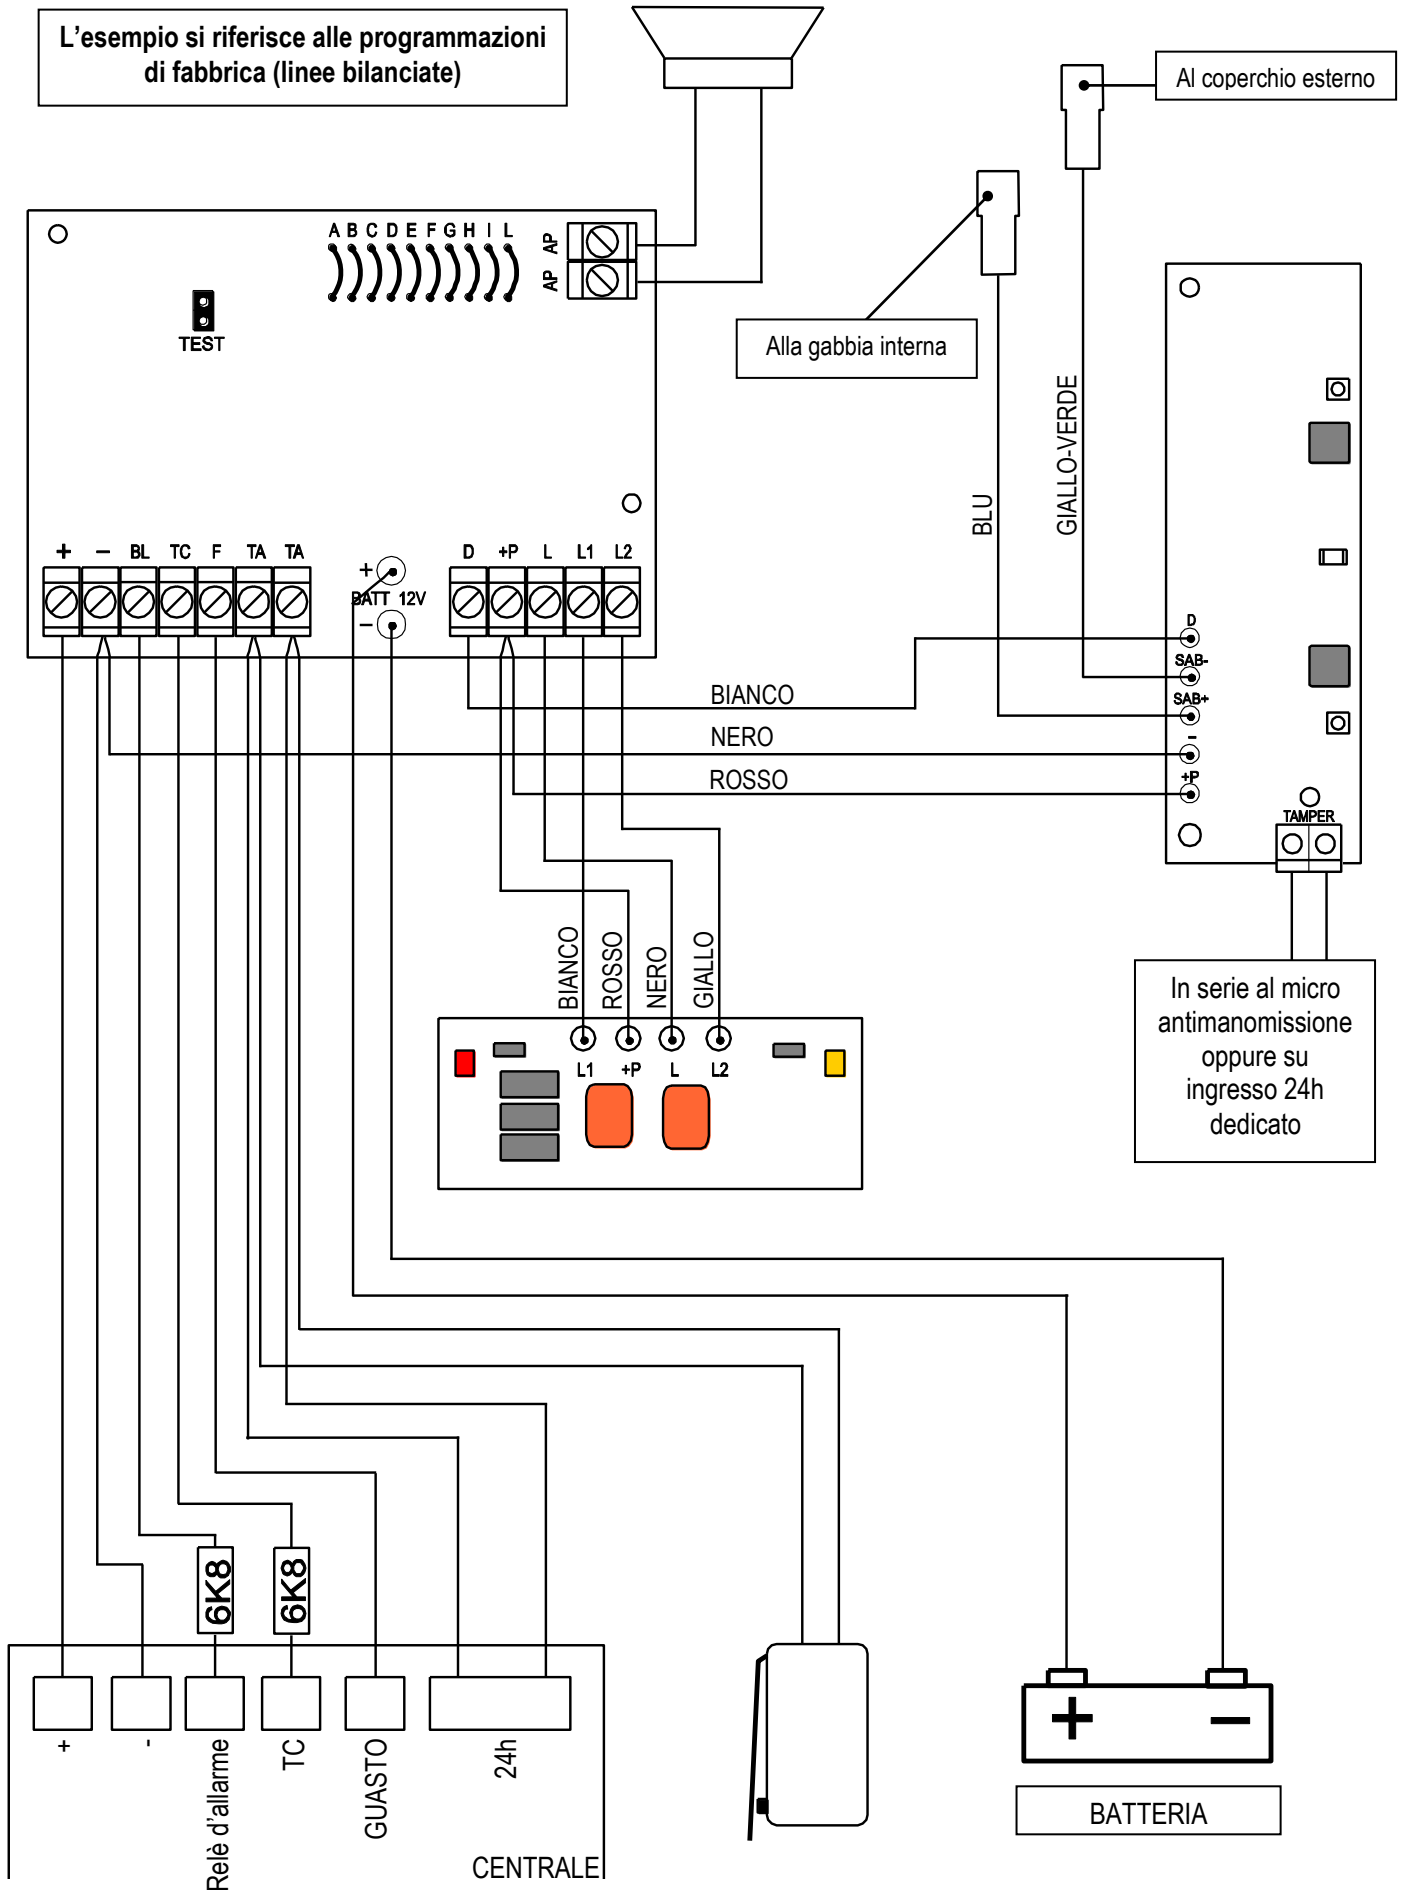 L'esempio si riferisce alle programmazioni
di fabbrica (linee bilanciate)
Al coperchio esterno
Alla gabbia interna
A B C D E F G H I L
AP
AP
TEST
GIALLO-VERDE
BLU
+ − BL TC F TA TA
+
BATT 12V
−
D +P L L1 L2
D
SAB-
SAB+
-
+P
TAMPER
BIANCO
NERO
ROSSO
BIANCO
ROSSO
NERO
GIALLO
L1 +P L L2
In serie al micro
antimanomissione
oppure su
ingresso 24h
dedicato
6K8
6K8
+
-
Relè d'allarme
TC
GUASTO
24h
CENTRALE
+ −
BATTERIA